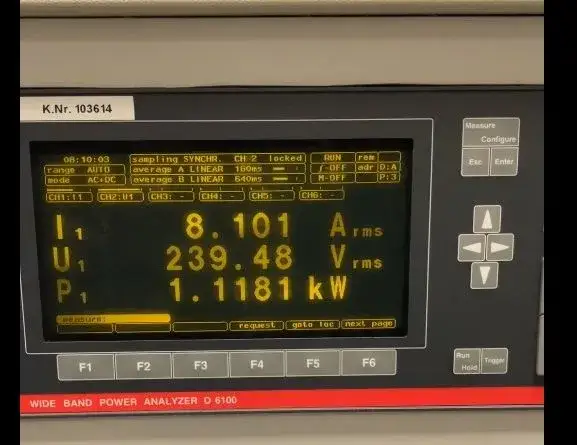 K.Nr. 103614
Measure
Configure
Esc Enter
08:10:03 sampling SYNCHR. CH 2 locked RUN rem
range AUTO average A LINEAR 160ms f-OFF adr D:A
mode AC+DC average B LINEAR 640ms M-OFF P:3
CH1:I1 CH2:U1 CH3: - CH4: - CH5: - CH6: -
I1 8.101 Arms
U1 239.48 Vrms
P1 1.1181 kW
measure:
request goto loc next page
F1 F2 F3 F4 F5 F6
Run
Hold
Trigger
WIDE BAND POWER ANALYZER D 6100